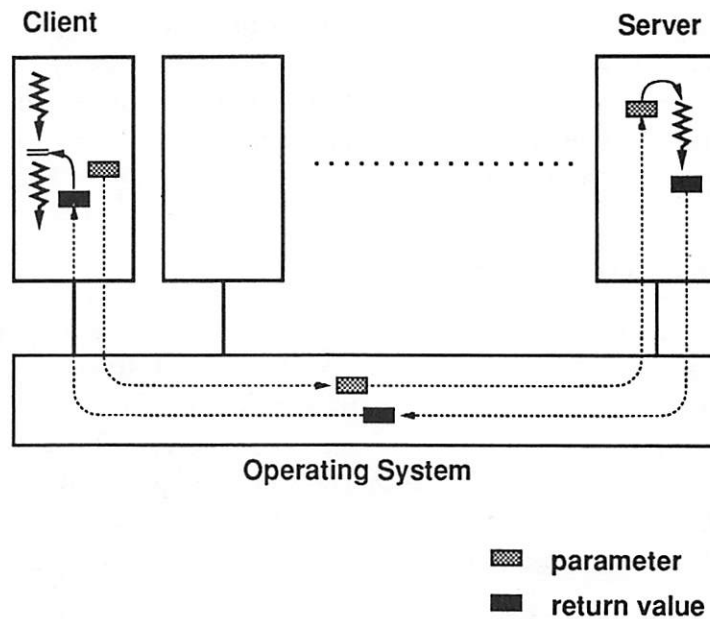 Client
Server
Operating System
parameter
return value